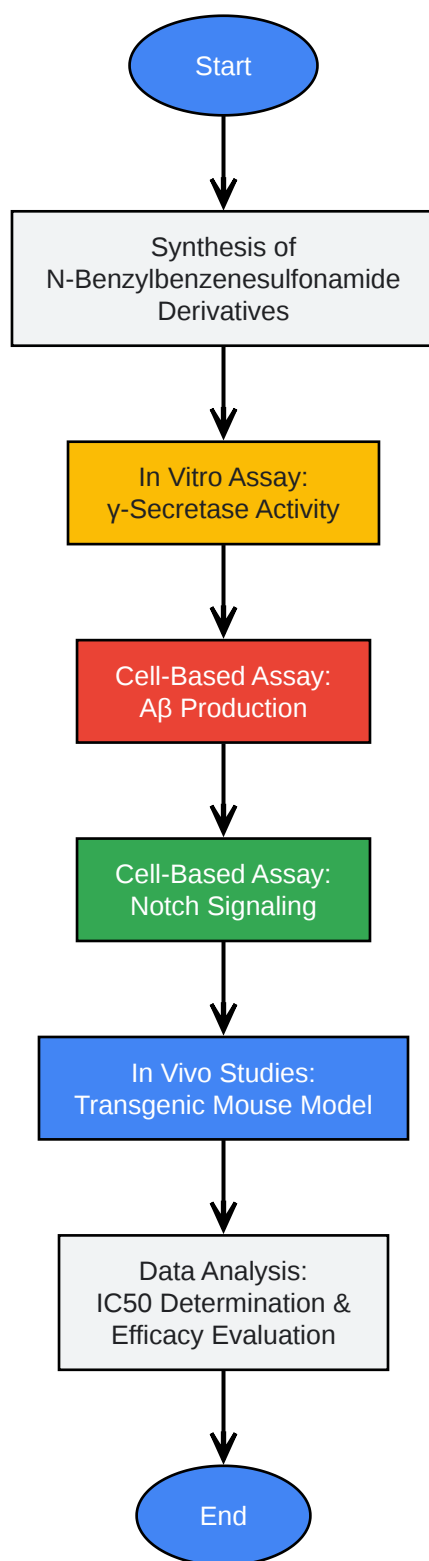 Start
Synthesis of
N-Benzylbenzenesulfonamide
Derivatives
In Vitro Assay:
γ-Secretase Activity
Cell-Based Assay:
Aβ Production
Cell-Based Assay:
Notch Signaling
In Vivo Studies:
Transgenic Mouse Model
Data Analysis:
IC50 Determination &
Efficacy Evaluation
End